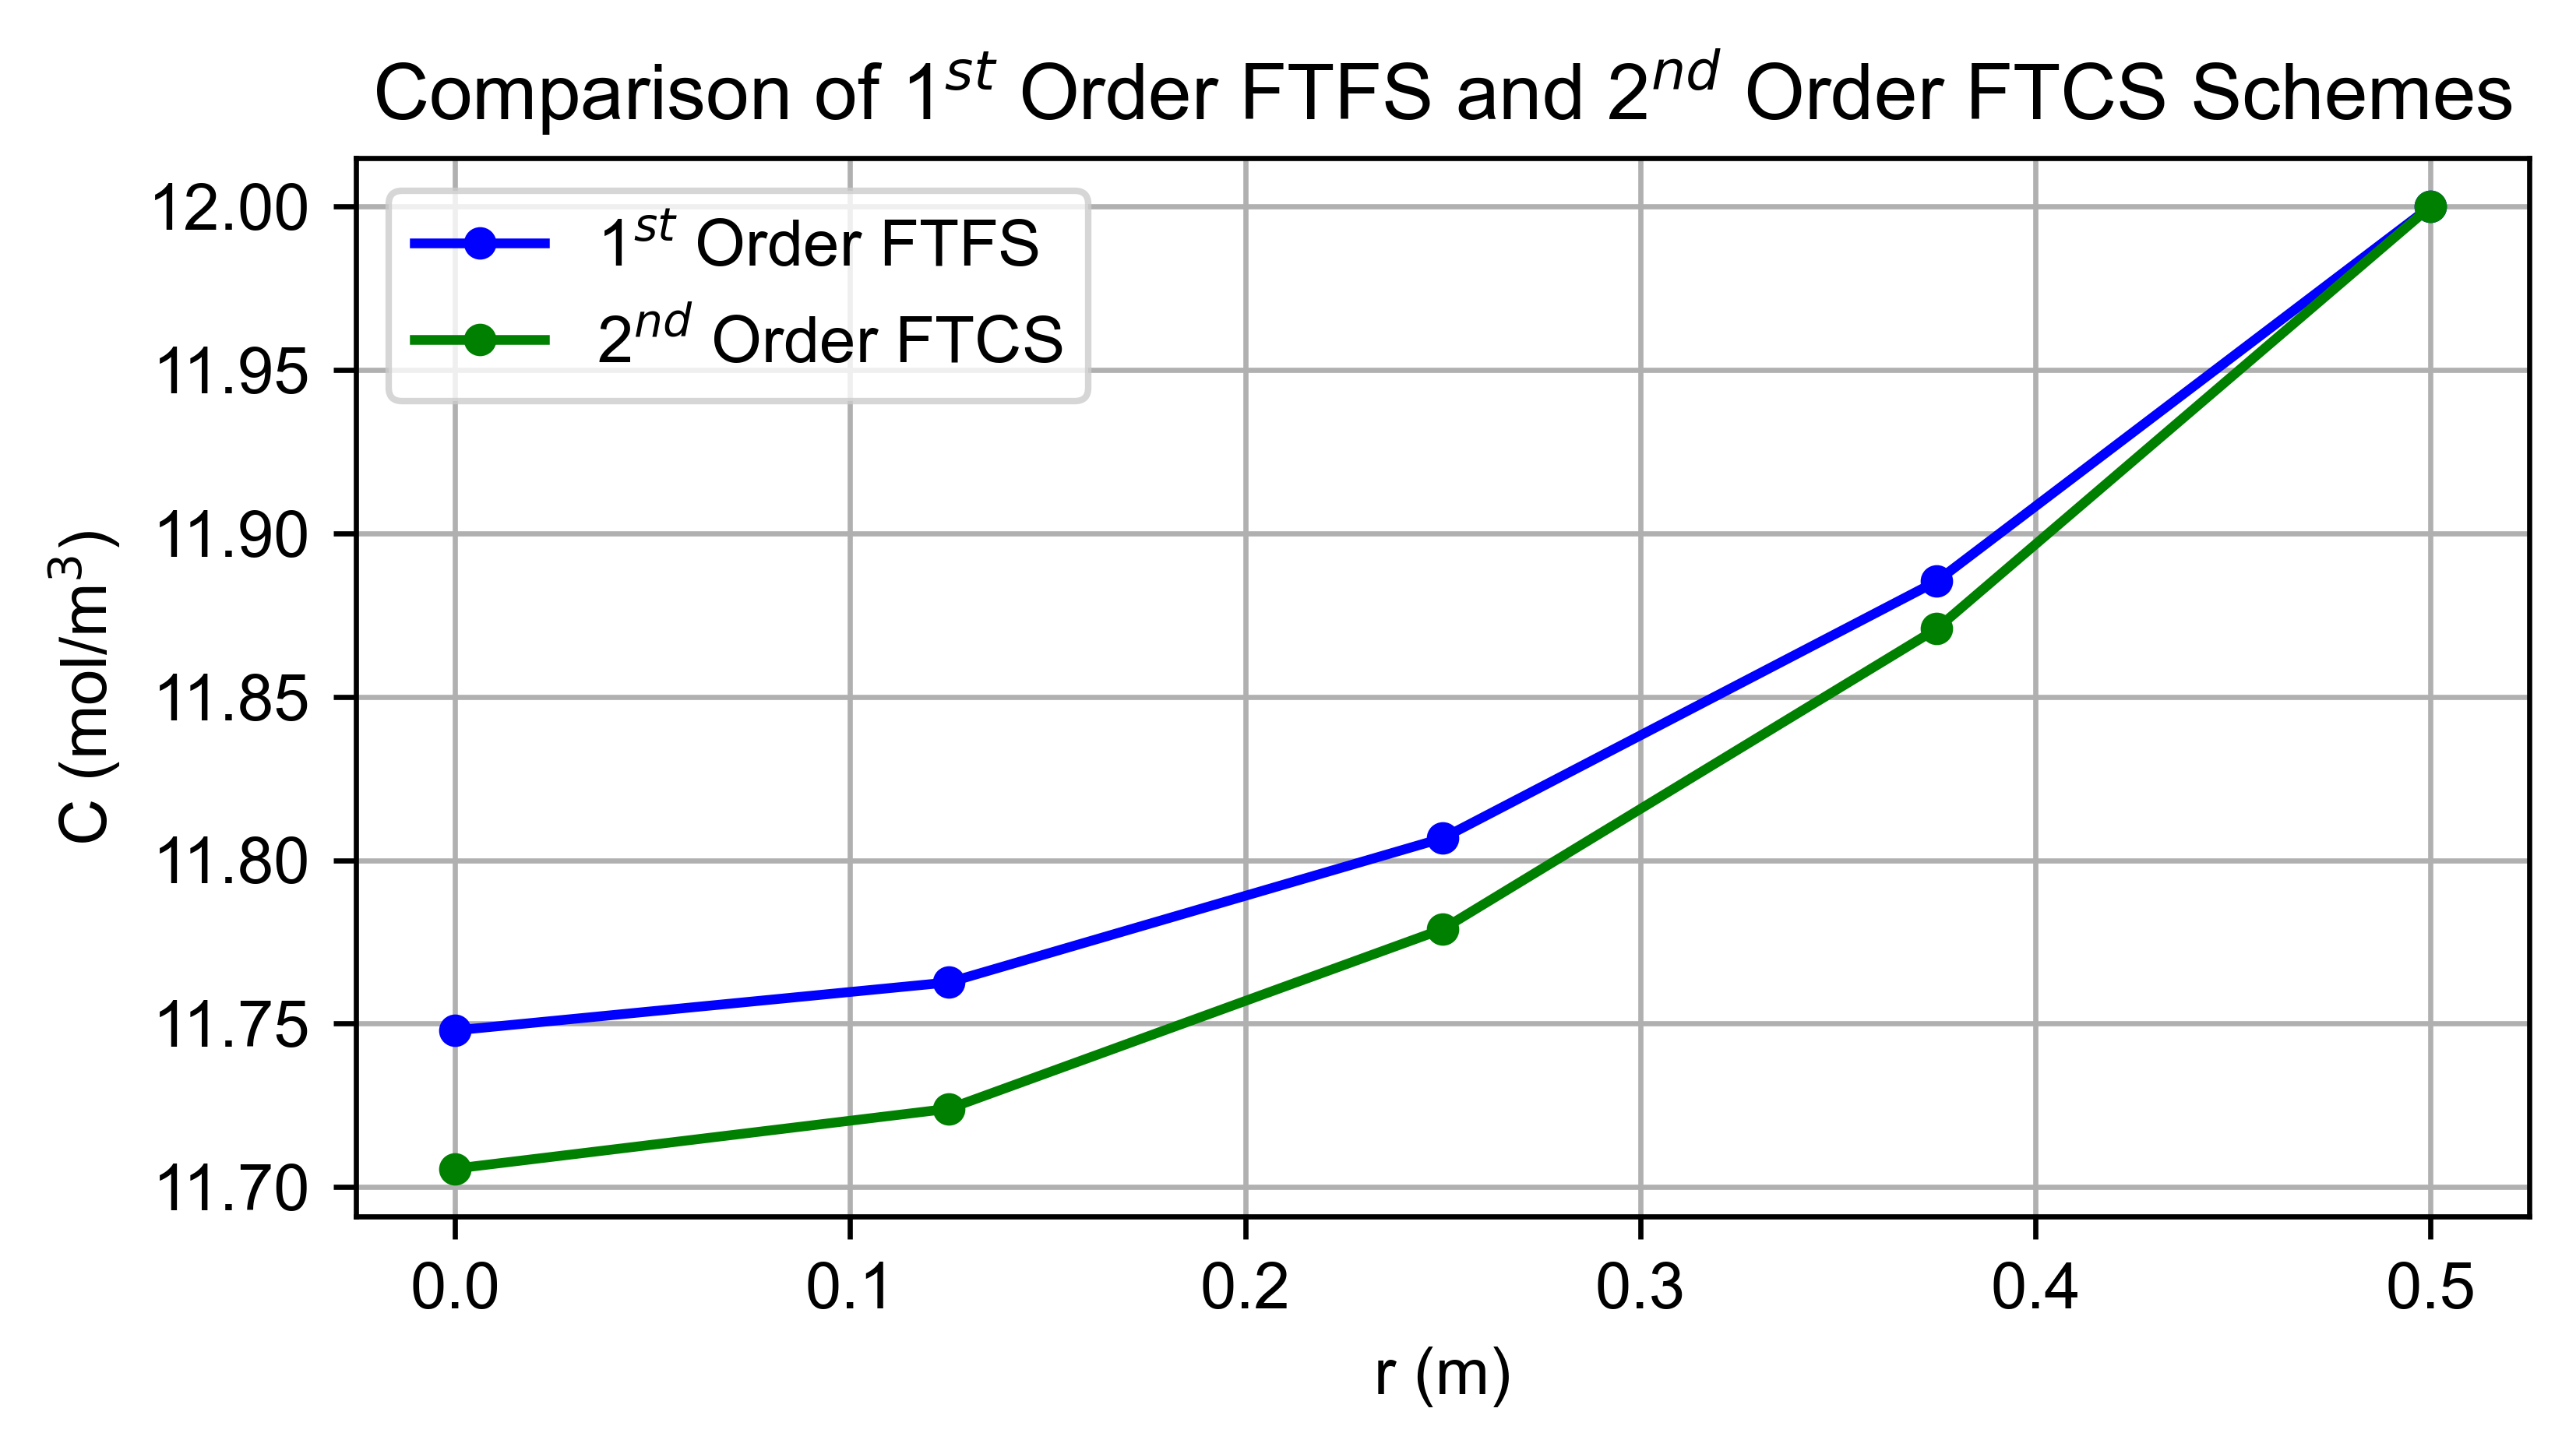 Comparison of 1st Order FTFS and 2nd Order FTCS Schemes
1st Order FTFS
2nd Order FTCS
C (mol/m³)
12.00
11.95
11.90
11.85
11.80
11.75
11.70
0.0 0.1 0.2 0.3 0.4 0.5
r (m)